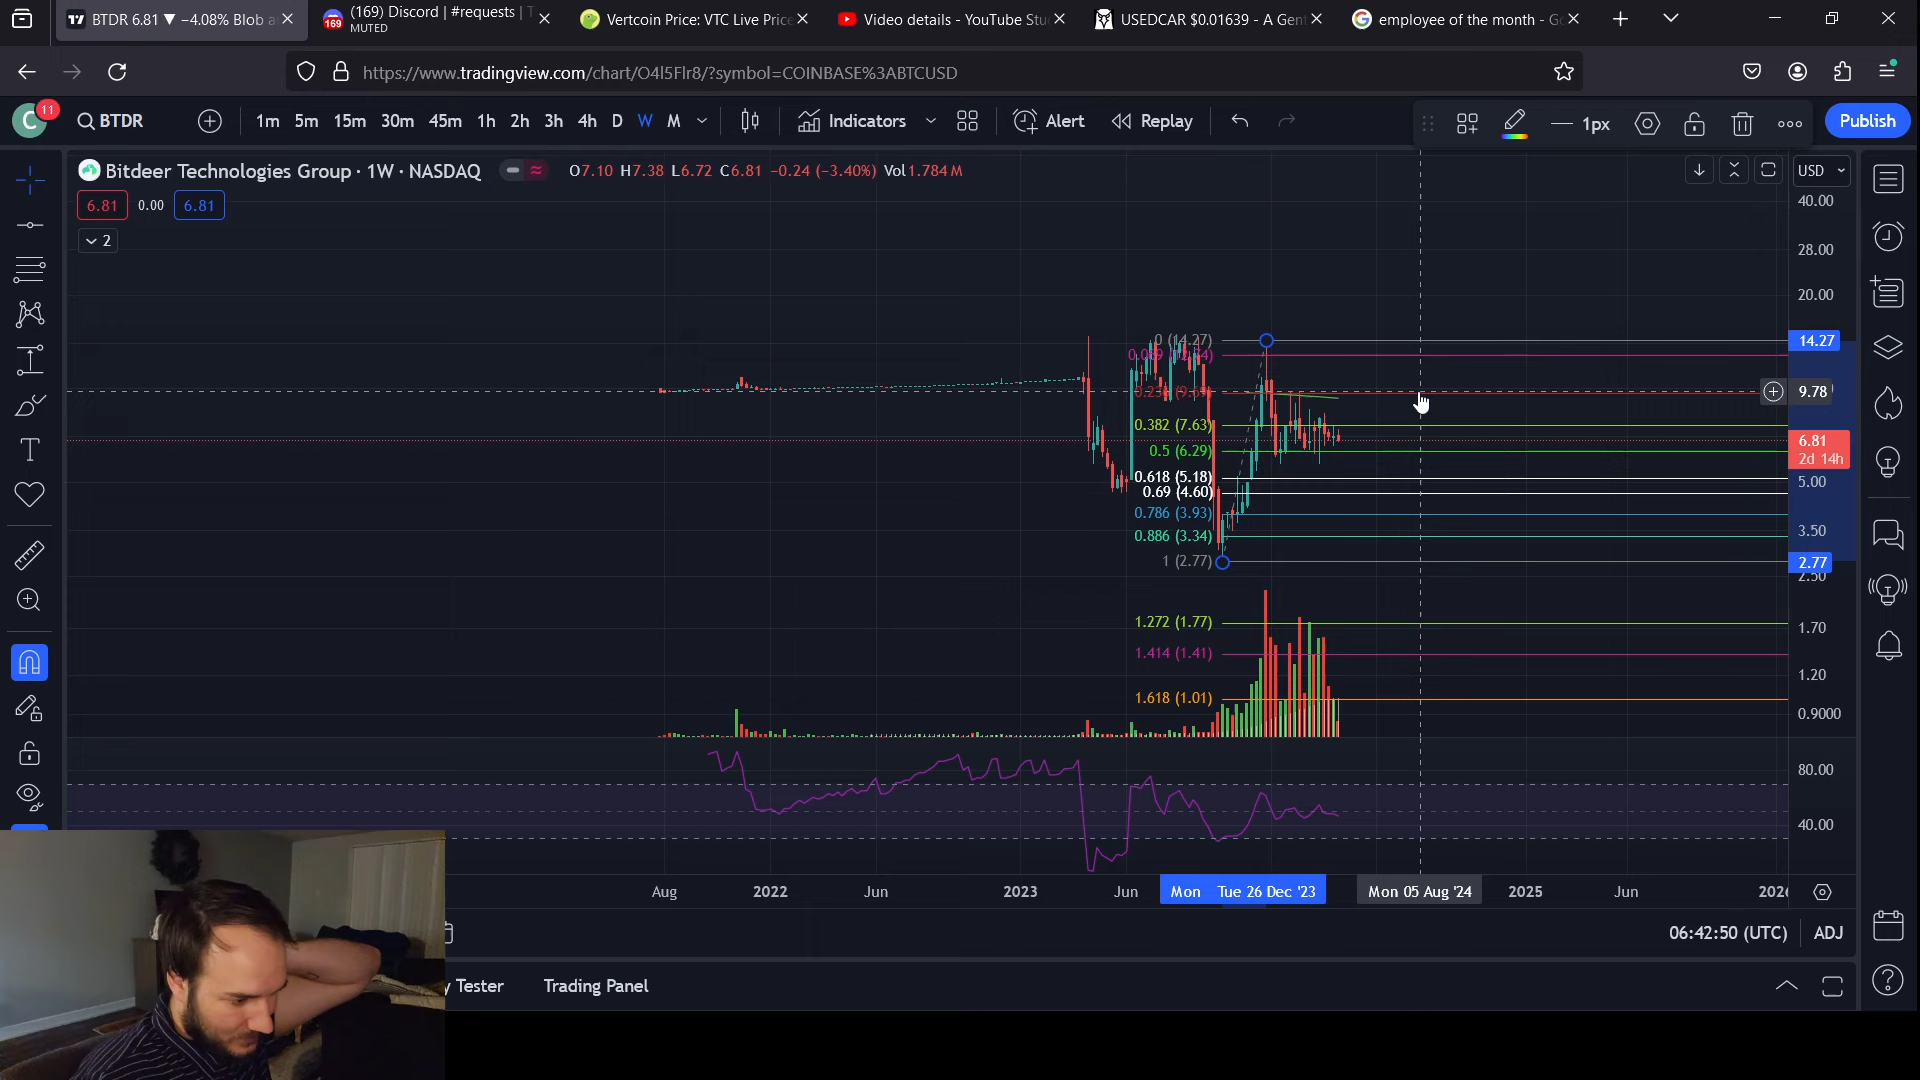 BTDR 6.81 ▼ −4.08% Blob a
(169) Discord | #requests | T
MUTED
Vertcoin Price: VTC Live Price
Video details - YouTube Stu
USEDCAR $0.01639 - A Gen
employee of the month - Go
https://www.tradingview.com/chart/O4l5Flr8/?symbol=COINBASE%3ABTCUSD
C 11 BTDR 1m 5m 15m 30m 45m 1h 2h 3h 4h D W M Indicators Alert Replay 1px Publish
Bitdeer Technologies Group · 1W · NASDAQ O7.10 H7.38 L6.72 C6.81 −0.24 (−3.40%) Vol1.784 M USD
6.81 0.00 6.81
2
40.00
28.00
20.00
0 (14.27) 14.27
9.78
0.382 (7.63)
6.81
0.5 (6.29) 2d 14h
0.618 (5.18) 5.00
0.69 (4.60)
0.786 (3.93)
3.50
0.886 (3.34)
1 (2.77) 2.77
2.50
1.272 (1.77) 1.70
1.414 (1.41)
1.20
1.618 (1.01)
0.9000
80.00
40.00
Aug 2022 Jun 2023 Jun Mon Tue 26 Dec '23 Mon 05 Aug '24 2025 Jun 202
06:42:50 (UTC) ADJ
y Tester Trading Panel